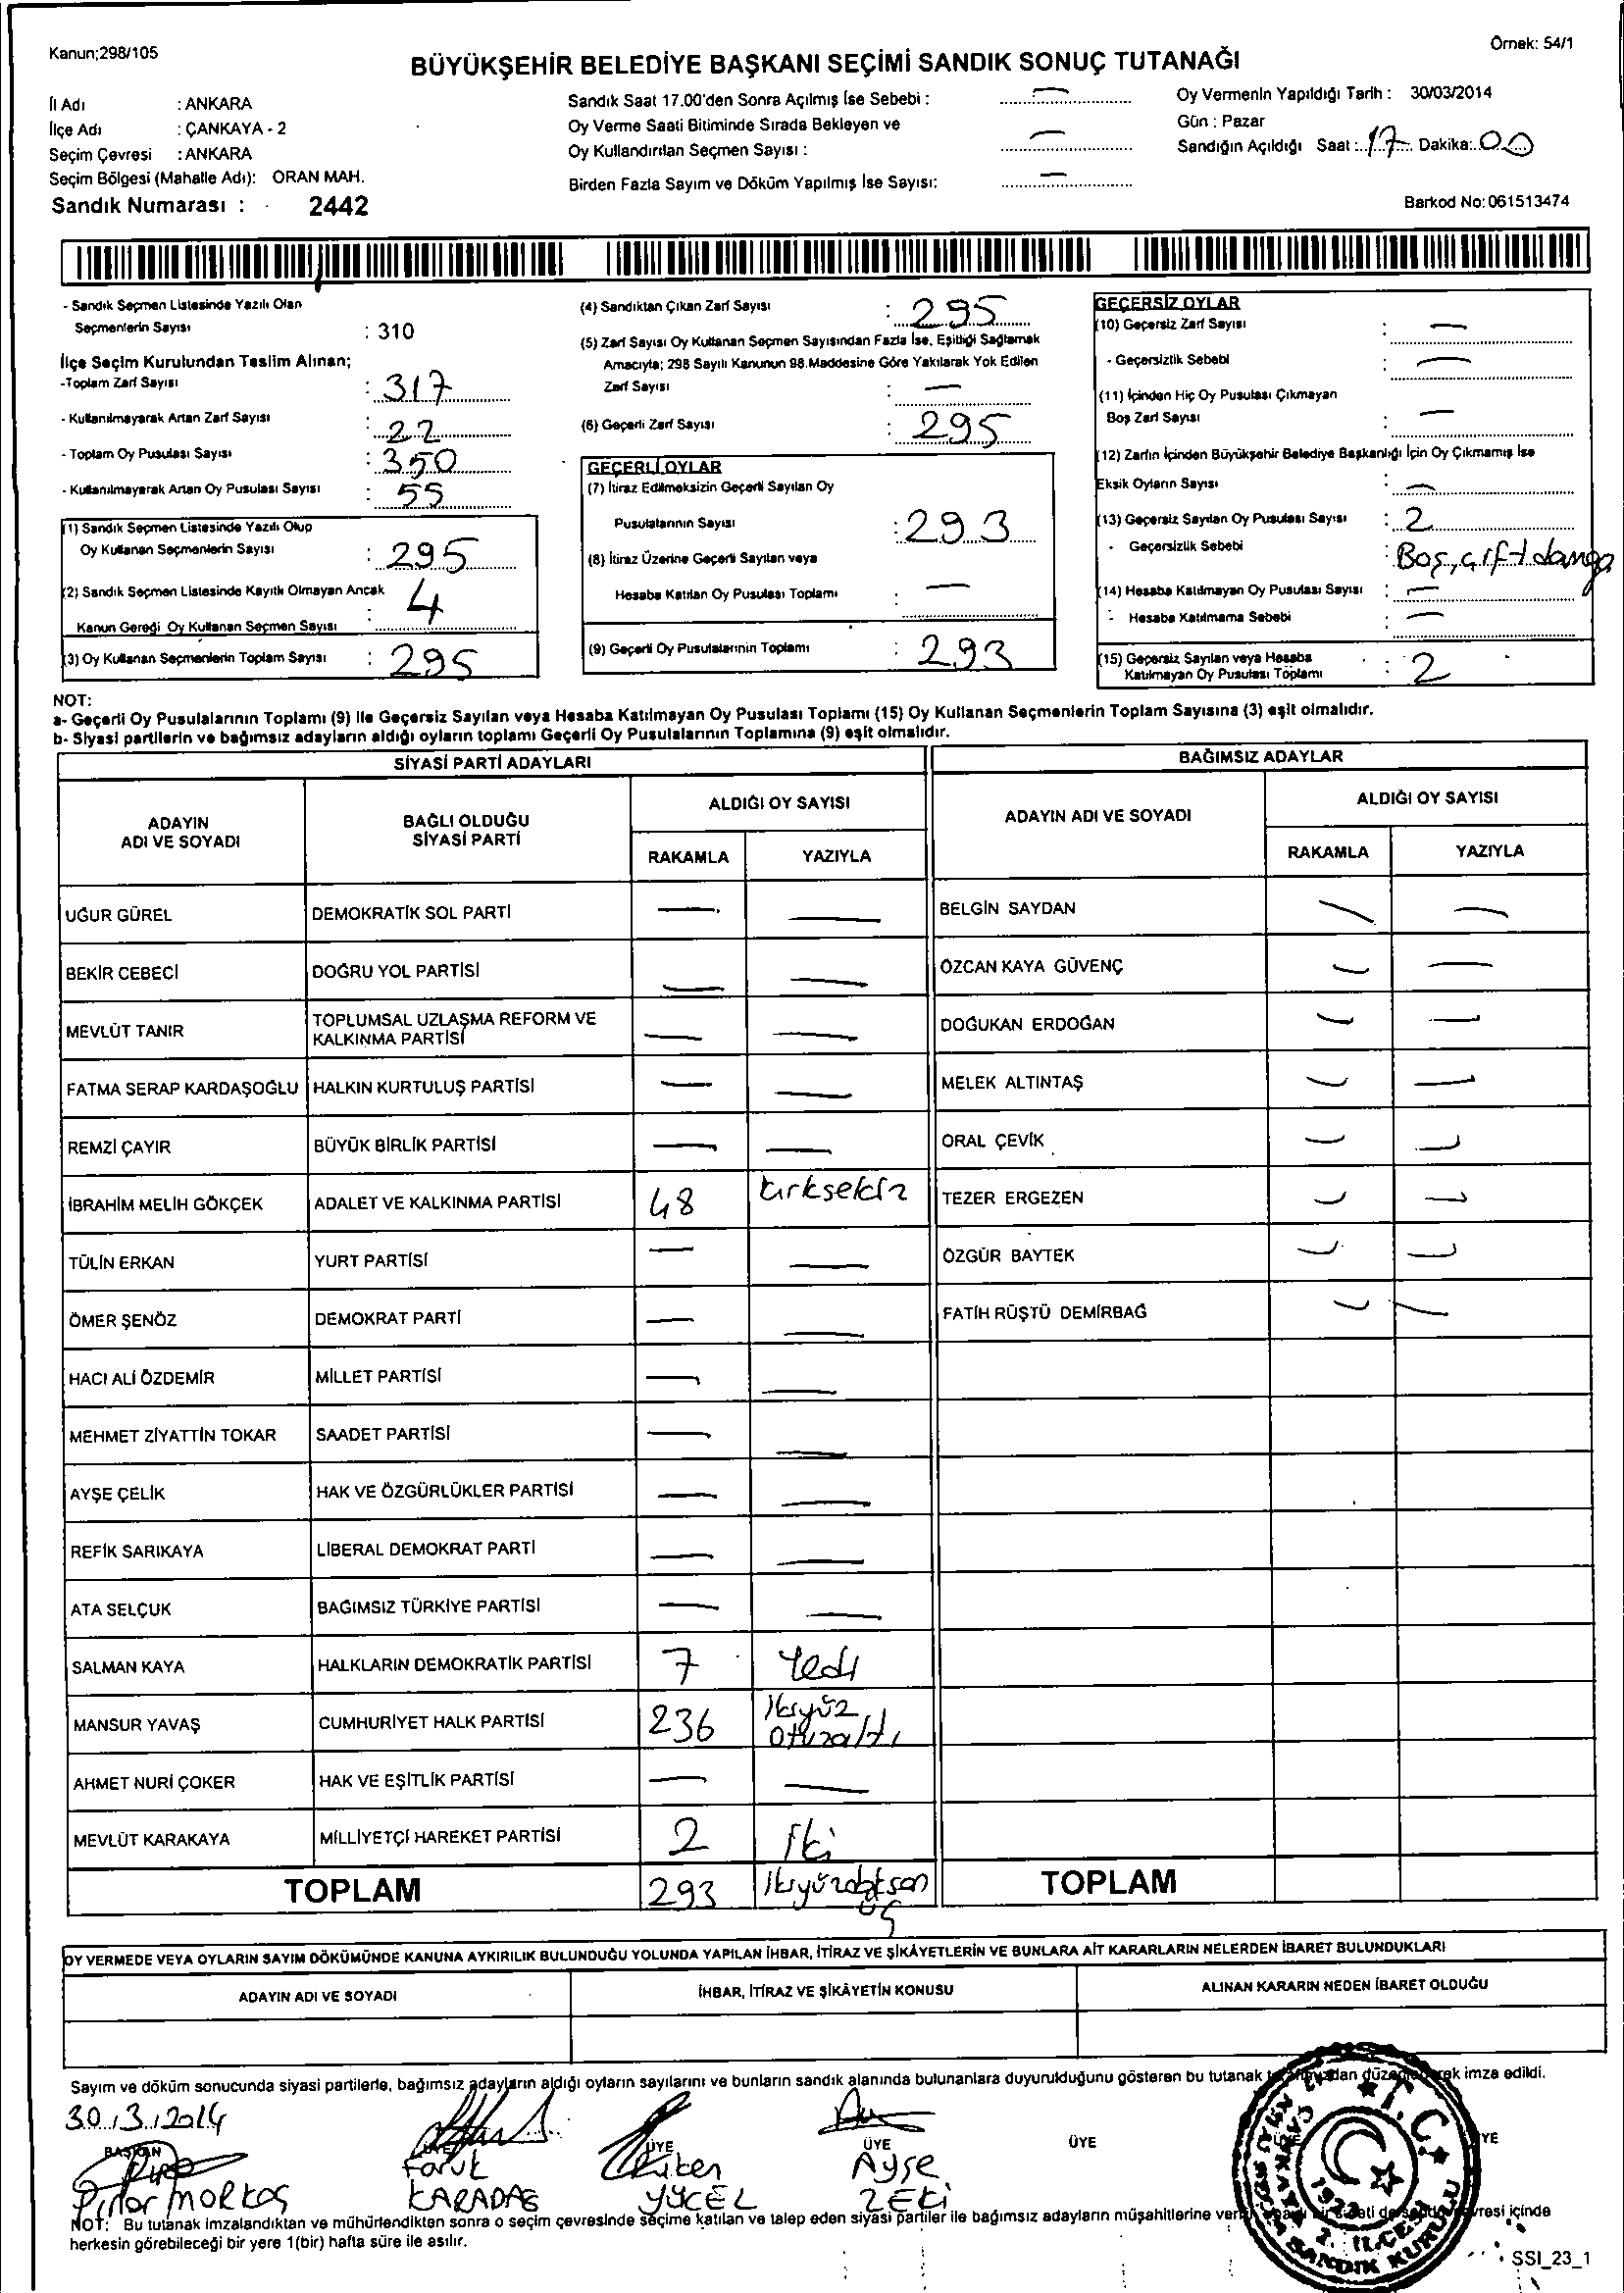 Kanun;298/105
Örnek: 54/1
BÜYÜKŞEHİR BELEDİYE BAŞKANI SEÇİMİ SANDIK SONUÇ TUTANAĞI
İl Adı : ANKARA
İlçe Adı : ÇANKAYA - 2
Seçim Çevresi : ANKARA
Seçim Bölgesi (Mahalle Adı): ORAN MAH.
Sandık Numarası : 2442
Sandık Saat 17.00'den Sonra Açılmış İse Sebebi : —
Oy Verme Saati Bitiminde Sırada Bekleyen ve
Oy Kullandırılan Seçmen Sayısı : —
Birden Fazla Sayım ve Döküm Yapılmış İse Sayısı: —
Oy Vermenin Yapıldığı Tarih : 30/03/2014
Gün : Pazar
Sandığın Açıldığı Saat : 17 Dakika: 00
Barkod No: 061513474
- Sandık Seçmen Listesinde Yazılı Olan
Seçmenlerin Sayısı : 310
İlçe Seçim Kurulundan Teslim Alınan;
-Toplam Zarf Sayısı : 317
- Kullanılmayarak Artan Zarf Sayısı : 22
- Toplam Oy Pusulası Sayısı : 350
- Kullanılmayarak Artan Oy Pusulası Sayısı : 55
(1) Sandık Seçmen Listesinde Yazılı Olup
Oy Kullanan Seçmenlerin Sayısı : 295
(2) Sandık Seçmen Listesinde Kayıtlı Olmayan Ancak
Kanun Gereği Oy Kullanan Seçmen Sayısı 4
(3) Oy Kullanan Seçmenlerin Toplam Sayısı : 295
(4) Sandıktan Çıkan Zarf Sayısı : 295
(5) Zarf Sayısı Oy Kullanan Seçmen Sayısından Fazla İse, Eşitliği Sağlamak
Amacıyla; 298 Sayılı Kanunun 98.Maddesine Göre Yakılarak Yok Edilen
Zarf Sayısı : —
(6) Geçerli Zarf Sayısı : 295
GEÇERLİ OYLAR
(7) İtiraz Edilmeksizin Geçerli Sayılan Oy
Pusulalarının Sayısı : 293
(8) İtiraz Üzerine Geçerli Sayılan veya
Hesaba Katılan Oy Pusulası Toplamı : —
(9) Geçerli Oy Pusulalarının Toplamı : 293
GEÇERSİZ OYLAR
(10) Geçersiz Zarf Sayısı : —
- Geçersizlik Sebebi : —
(11) İçinden Hiç Oy Pusulası Çıkmayan
Boş Zarf Sayısı : —
(12) Zarfın İçinden Büyükşehir Belediye Başkanlığı İçin Oy Çıkmamış İse
Eksik Oyların Sayısı : —
(13) Geçersiz Sayılan Oy Pusulası Sayısı : 2
- Geçersizlik Sebebi : Boş, çift damga
(14) Hesaba Katılmayan Oy Pusulası Sayısı : —
- Hesaba Katılmama Sebebi : —
(15) Geçersiz Sayılan veya Hesaba
Katılmayan Oy Pusulası Toplamı : 2
NOT:
a- Geçerli Oy Pusulalarının Toplamı (9) ile Geçersiz Sayılan veya Hesaba Katılmayan Oy Pusulası Toplamı (15) Oy Kullanan Seçmenlerin Toplam Sayısına (3) eşit olmalıdır.
b- Siyasi partilerin ve bağımsız adayların aldığı oyların toplamı Geçerli Oy Pusulalarının Toplamına (9) eşit olmalıdır.
SİYASİ PARTİ ADAYLARI
ADAYIN ADI VE SOYADI BAĞLI OLDUĞU SİYASİ PARTİ ALDIĞI OY SAYISI
RAKAMLA YAZIYLA
UĞUR GÜREL DEMOKRATİK SOL PARTİ — —
BEKİR CEBECİ DOĞRU YOL PARTİSİ — —
MEVLÜT TANIR TOPLUMSAL UZLAŞMA REFORM VE KALKINMA PARTİSİ — —
FATMA SERAP KARDAŞOĞLU HALKIN KURTULUŞ PARTİSİ — —
REMZİ ÇAYIR BÜYÜK BİRLİK PARTİSİ — —
İBRAHİM MELİH GÖKÇEK ADALET VE KALKINMA PARTİSİ 48 kırksekiz
TÜLİN ERKAN YURT PARTİSİ — —
ÖMER ŞENÖZ DEMOKRAT PARTİ — —
HACI ALİ ÖZDEMİR MİLLET PARTİSİ — —
MEHMET ZİYATTİN TOKAR SAADET PARTİSİ — —
AYŞE ÇELİK HAK VE ÖZGÜRLÜKLER PARTİSİ — —
REFİK SARIKAYA LİBERAL DEMOKRAT PARTİ — —
ATA SELÇUK BAĞIMSIZ TÜRKİYE PARTİSİ — —
SALMAN KAYA HALKLARIN DEMOKRATİK PARTİSİ 7 Yedi
MANSUR YAVAŞ CUMHURİYET HALK PARTİSİ 236 İkiyüz otuzaltı
AHMET NURİ ÇOKER HAK VE EŞİTLİK PARTİSİ — —
MEVLÜT KARAKAYA MİLLİYETÇİ HAREKET PARTİSİ 2 İki
TOPLAM 293 İkiyüzdoksan üç
BAĞIMSIZ ADAYLAR
ADAYIN ADI VE SOYADI ALDIĞI OY SAYISI
RAKAMLA YAZIYLA
BELGİN SAYDAN — —
ÖZCAN KAYA GÜVENÇ — —
DOĞUKAN ERDOĞAN — —
MELEK ALTINTAŞ — —
ORAL ÇEVİK — —
TEZER ERGEZEN — —
ÖZGÜR BAYTEK — —
FATİH RÜŞTÜ DEMİRBAĞ — —
TOPLAM
OY VERMEDE VEYA OYLARIN SAYIM DÖKÜMÜNDE KANUNA AYKIRILIK BULUNDUĞU YOLUNDA YAPILAN İHBAR, İTİRAZ VE ŞİKÂYETLERİN VE BUNLARA AİT KARARLARIN NELERDEN İBARET BULUNDUKLARI
ADAYIN ADI VE SOYADI İHBAR, İTİRAZ VE ŞİKÂYETİN KONUSU ALINAN KARARIN NEDEN İBARET OLDUĞU
Sayım ve döküm sonucunda siyasi partilerle, bağımsız adayların aldığı oyların sayılarını ve bunların sandık alanında bulunanlara duyurulduğunu gösteren bu tutanak imza edildi.
30/3/2014
BAŞKAN ÜYE ÜYE ÜYE ÜYE ÜYE
Pınar MORKOÇ
Faruk KARADAŞ
YÜCEL
Ayşe ZEKİ
T.C.
1923
2. İLÇE
SANDIK KURULU
NOT: Bu tutanak imzalandıktan ve mühürlendikten sonra o seçim çevresinde seçime katılan ve talep eden siyasi partiler ile bağımsız adayların müşahitlerine içinde
herkesin görebileceği bir yere 1(bir) hafta süre ile asılır.
SSI_23_1